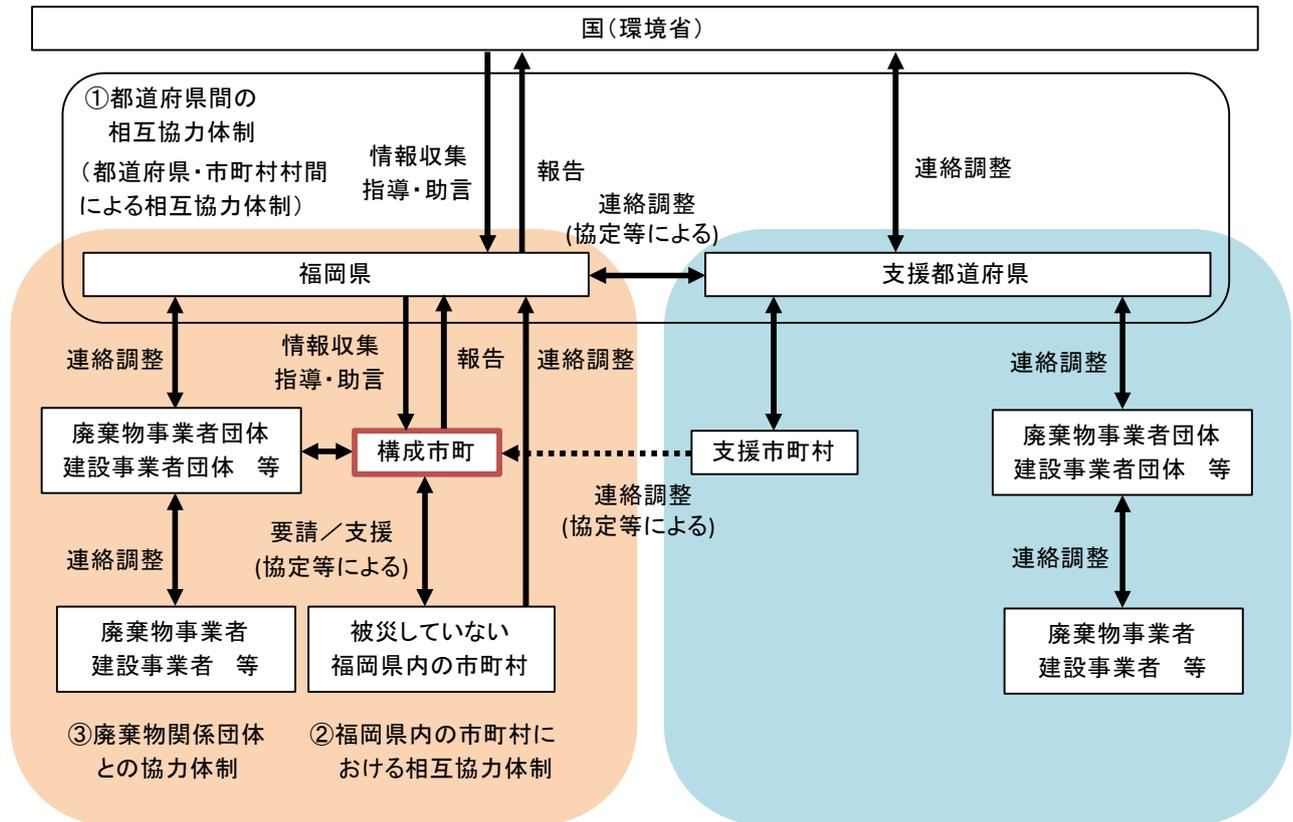 国（環境省）
①都道府県間の
相互協力体制
（都道府県・市町村村間
による相互協力体制）
情報収集
指導・助言
報告
連絡調整
(協定等による)
連絡調整
福岡県
支援都道府県
連絡調整
情報収集
指導・助言
報告
連絡調整
連絡調整
廃棄物事業者団体
建設事業者団体　等
構成市町
支援市町村
廃棄物事業者団体
建設事業者団体　等
連絡調整
(協定等による)
連絡調整
要請／支援
(協定等による)
連絡調整
廃棄物事業者
建設事業者　等
被災していない
福岡県内の市町村
廃棄物事業者
建設事業者　等
③廃棄物関係団体
との協力体制
②福岡県内の市町村に
おける相互協力体制